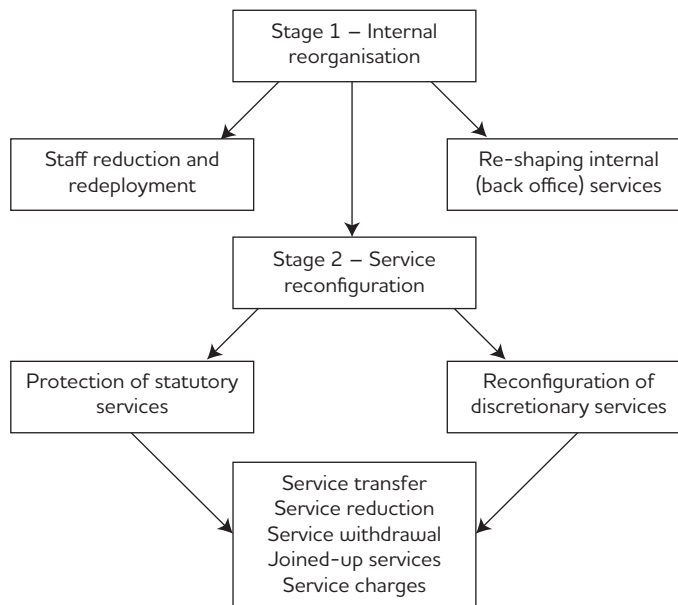 Stage 1 – Internal
reorganisation
Staff reduction and
redeployment
Re-shaping internal
(back office) services
Stage 2 – Service
reconfiguration
Protection of statutory
services
Reconfiguration of
discretionary services
Service transfer
Service reduction
Service withdrawal
Joined-up services
Service charges